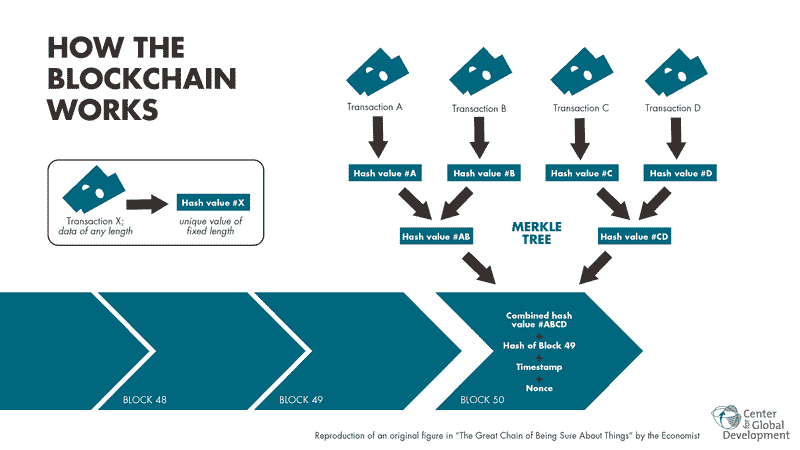 HOW THE
BLOCKCHAIN
WORKS
Transaction A
Transaction B
Transaction C
Transaction D
Hash value #A
Hash value #B
Hash value #C
Hash value #D
Transaction X;
data of any length
Hash value #X
unique value of
fixed length
Hash value #AB
MERKLE
TREE
Hash value #CD
Combined hash
value #ABCD
+
Hash of Block 49
+
Timestamp
+
Nonce
BLOCK 48
BLOCK 49
BLOCK 50
Center
for Global
Development
Reproduction of an original figure in “The Great Chain of Being Sure About Things” by the Economist